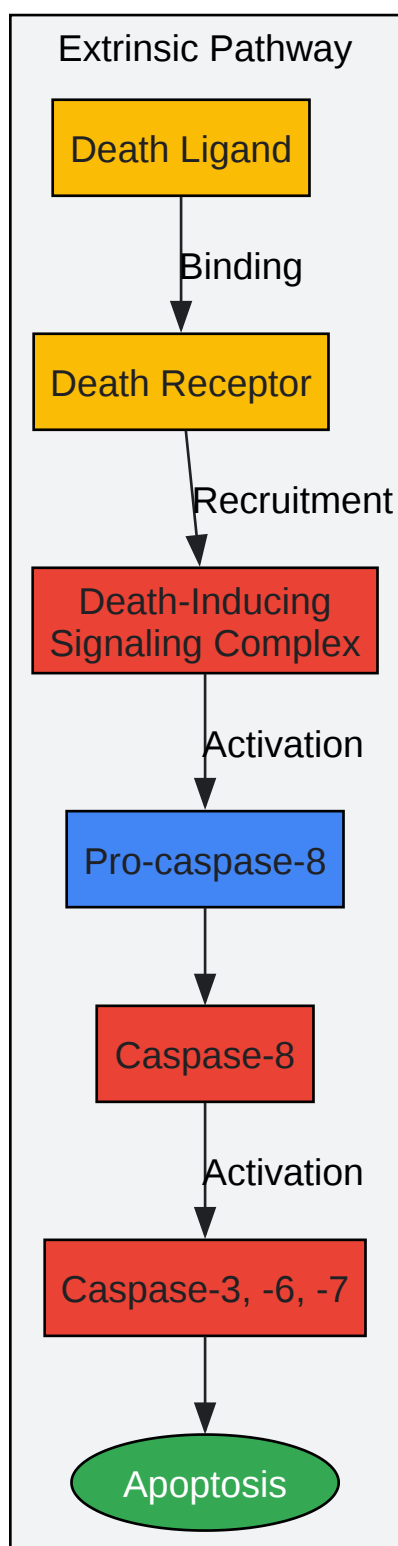 Extrinsic Pathway
Death Ligand
Binding
Death Receptor
Recruitment
Death-Inducing
Signaling Complex
Activation
Pro-caspase-8
Caspase-8
Activation
Caspase-3, -6, -7
Apoptosis